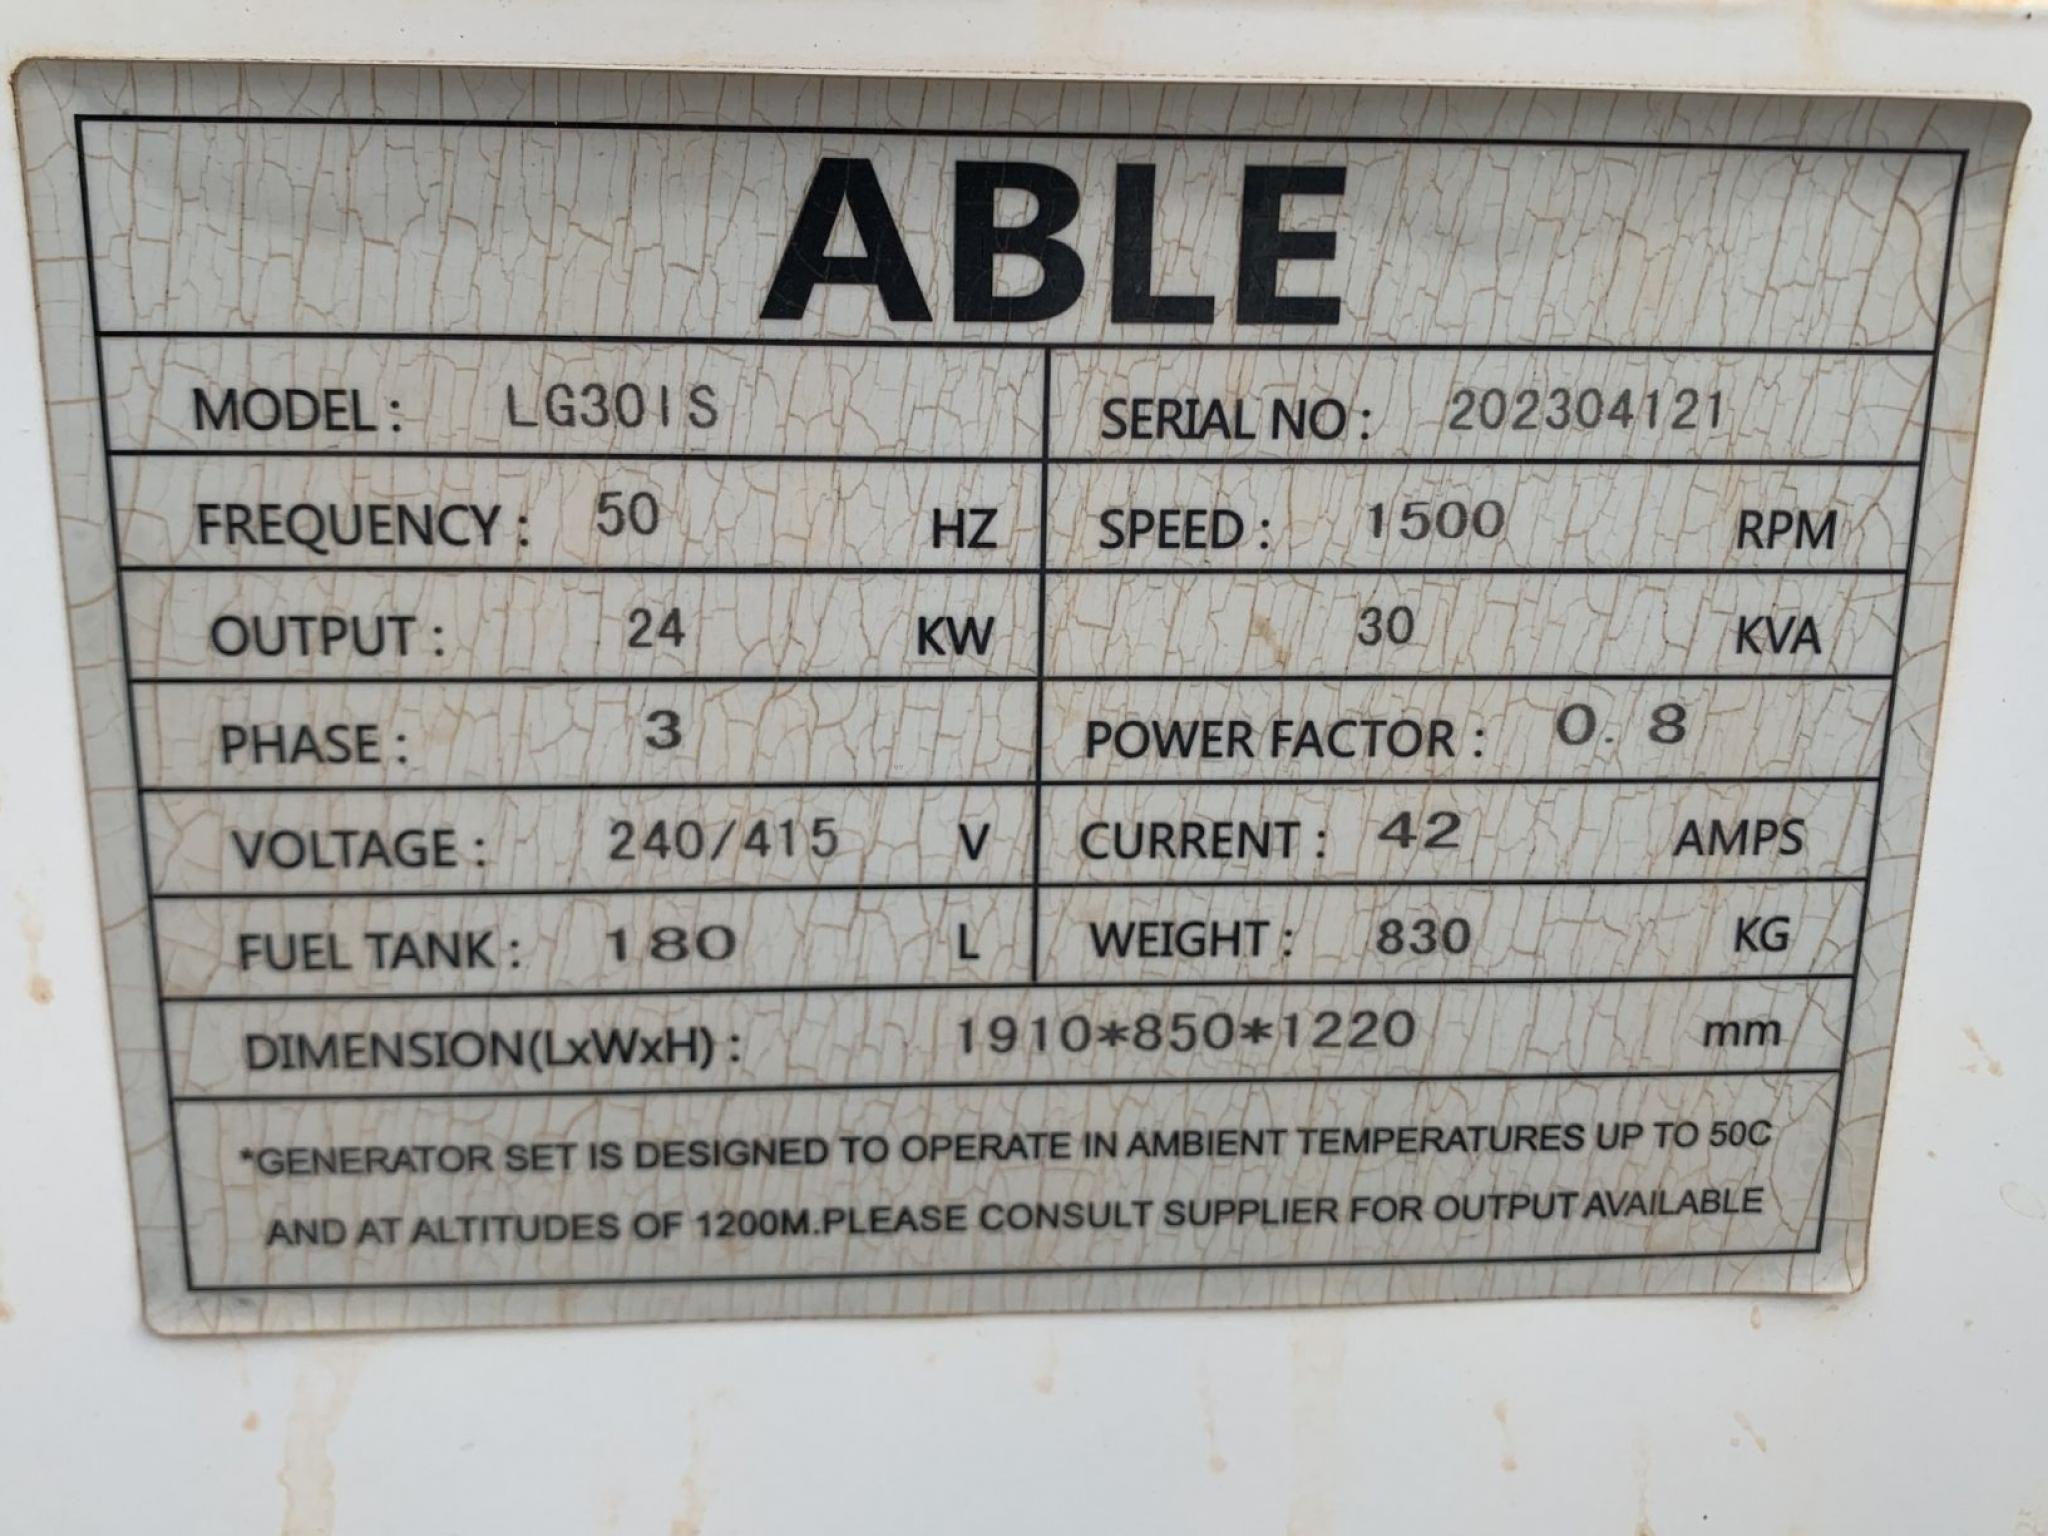 ABLE
MODEL : LG30IS SERIAL NO : 202304121
FREQUENCY : 50 HZ SPEED : 1500 RPM
OUTPUT : 24 KW 30 KVA
PHASE : 3 POWER FACTOR : 0. 8
VOLTAGE : 240/415 V CURRENT : 42 AMPS
FUEL TANK : 180 L WEIGHT : 830 KG
DIMENSION(LxWxH) : 1910*850*1220 mm
*GENERATOR SET IS DESIGNED TO OPERATE IN AMBIENT TEMPERATURES UP TO 50C
AND AT ALTITUDES OF 1200M.PLEASE CONSULT SUPPLIER FOR OUTPUT AVAILABLE